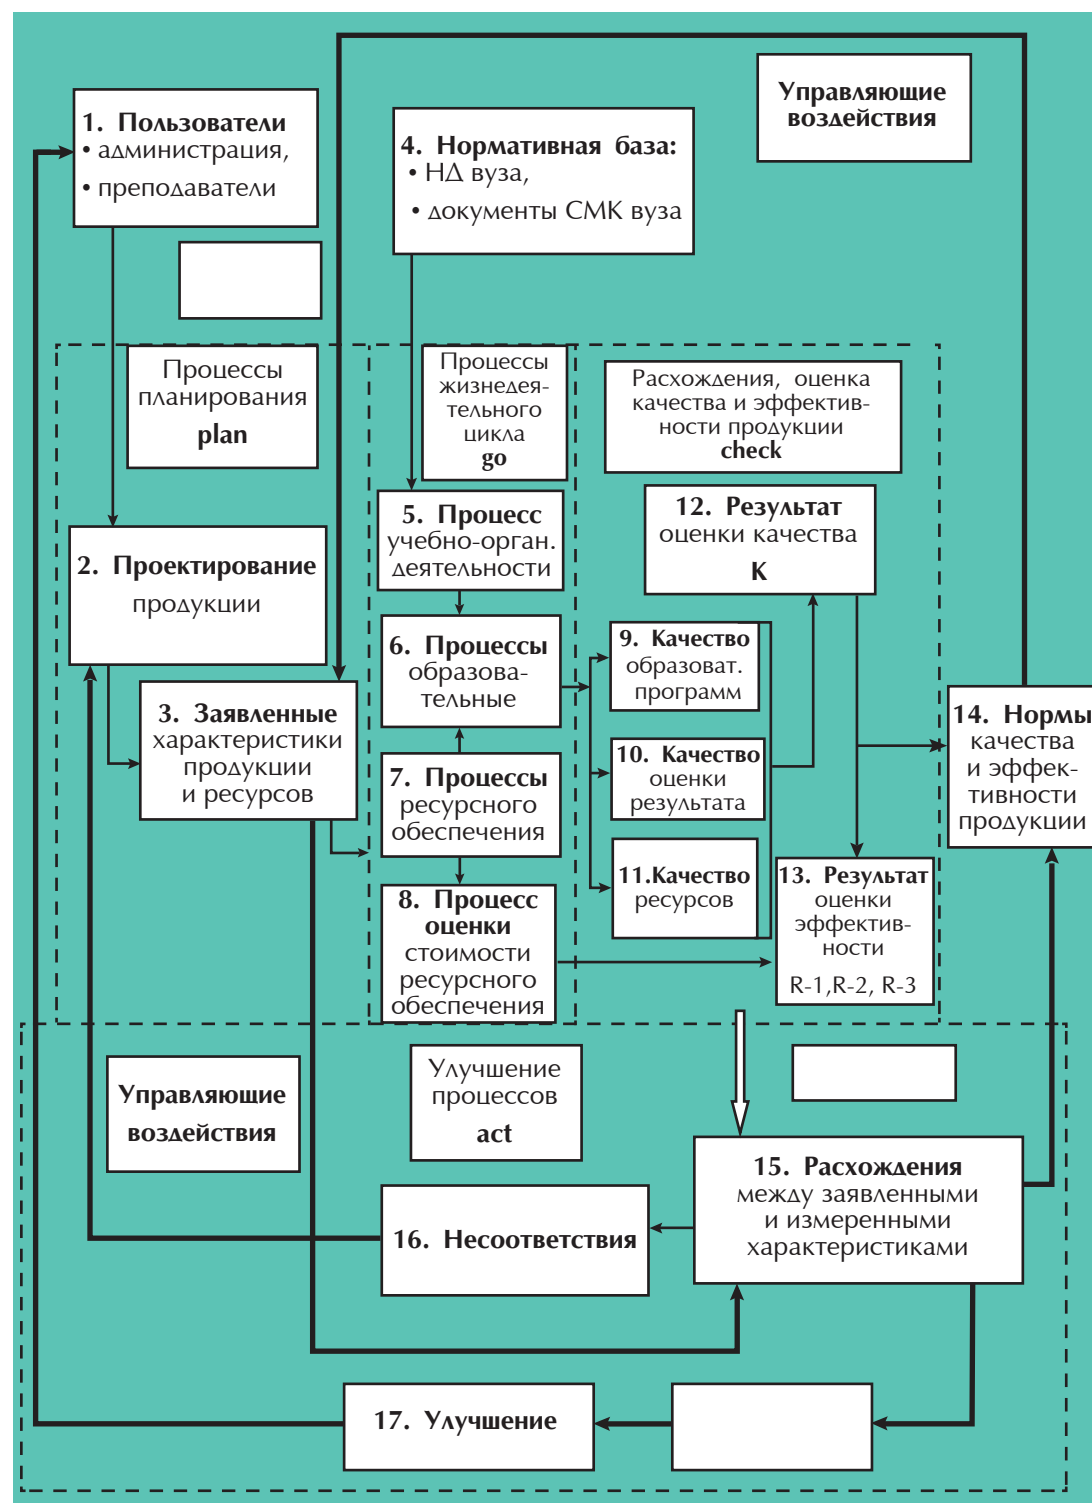 Управляющие
воздействия
1. Пользователи
• администрация,
• преподаватели
4. Нормативная база:
• НД вуза,
• документы СМК вуза
Процессы
планирования
plan
Процессы
жизнедея-
тельного
цикла
go
Расхождения, оценка
качества и эффектив-
ности продукции
check
2. Проектирование
продукции
5. Процесс
учебно-орган.
деятельности
12. Результат
оценки качества
К
3. Заявленные
характеристики
продукции
и ресурсов
6. Процессы
образова-
тельные
9. Качество
образоват.
программ
14. Нормы
качества
и эффек-
тивности
продукции
7. Процессы
ресурсного
обеспечения
10. Качество
оценки
результата
8. Процесс
оценки
стоимости
ресурсного
обеспечения
11.Качество
ресурсов
13. Результат
оценки
эффектив-
ности
R-1,R-2, R-3
Управляющие
воздействия
Улучшение
процессов
act
15. Расхождения
между заявленными
и измеренными
характеристиками
16. Несоответствия
17. Улучшение